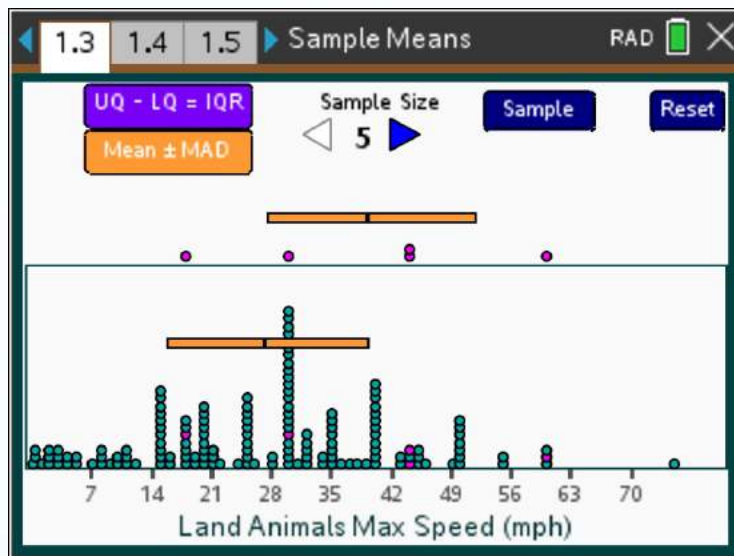 1.3 1.4 1.5 Sample Means RAD
UQ - LQ = IQR
Mean ± MAD
Sample Size
5
Sample
Reset
7 14 21 28 35 42 49 56 63 70
Land Animals Max Speed (mph)